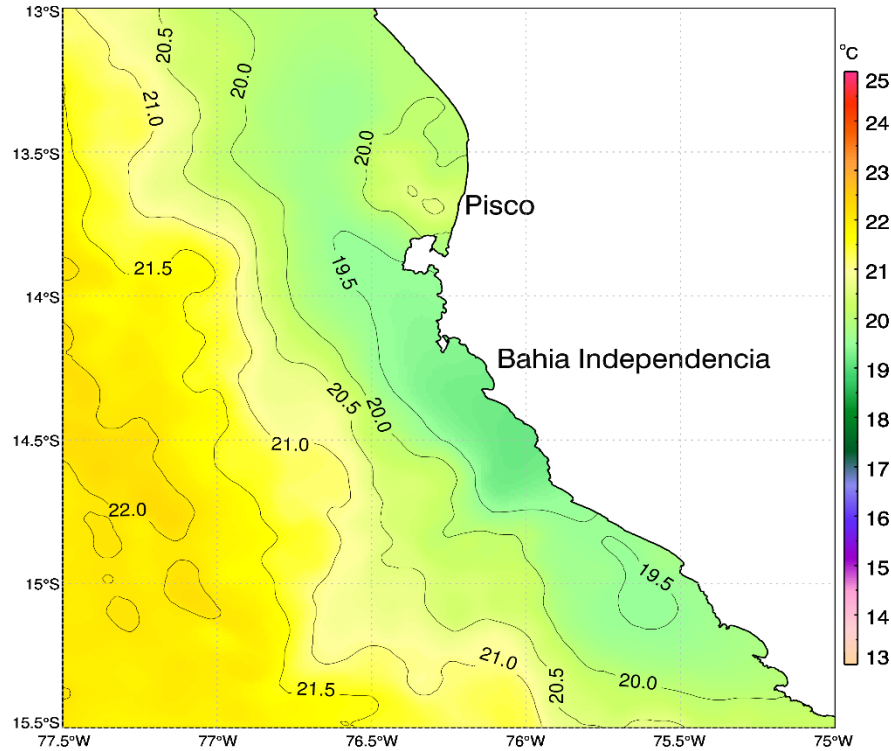 13°S
20.5
20.0
21.0
°C
25
24
23
22
21
20
19
18
17
16
15
14
13
13.5°S
20.0
Pisco
21.5
19.5
14°S
Bahia Independencia
20.5
20.0
21.0
14.5°S
22.0
15°S
19.5
21.0
21.5
20.5
20.0
15.5°S
77.5°W
77°W
76.5°W
76°W
75.5°W
75°W